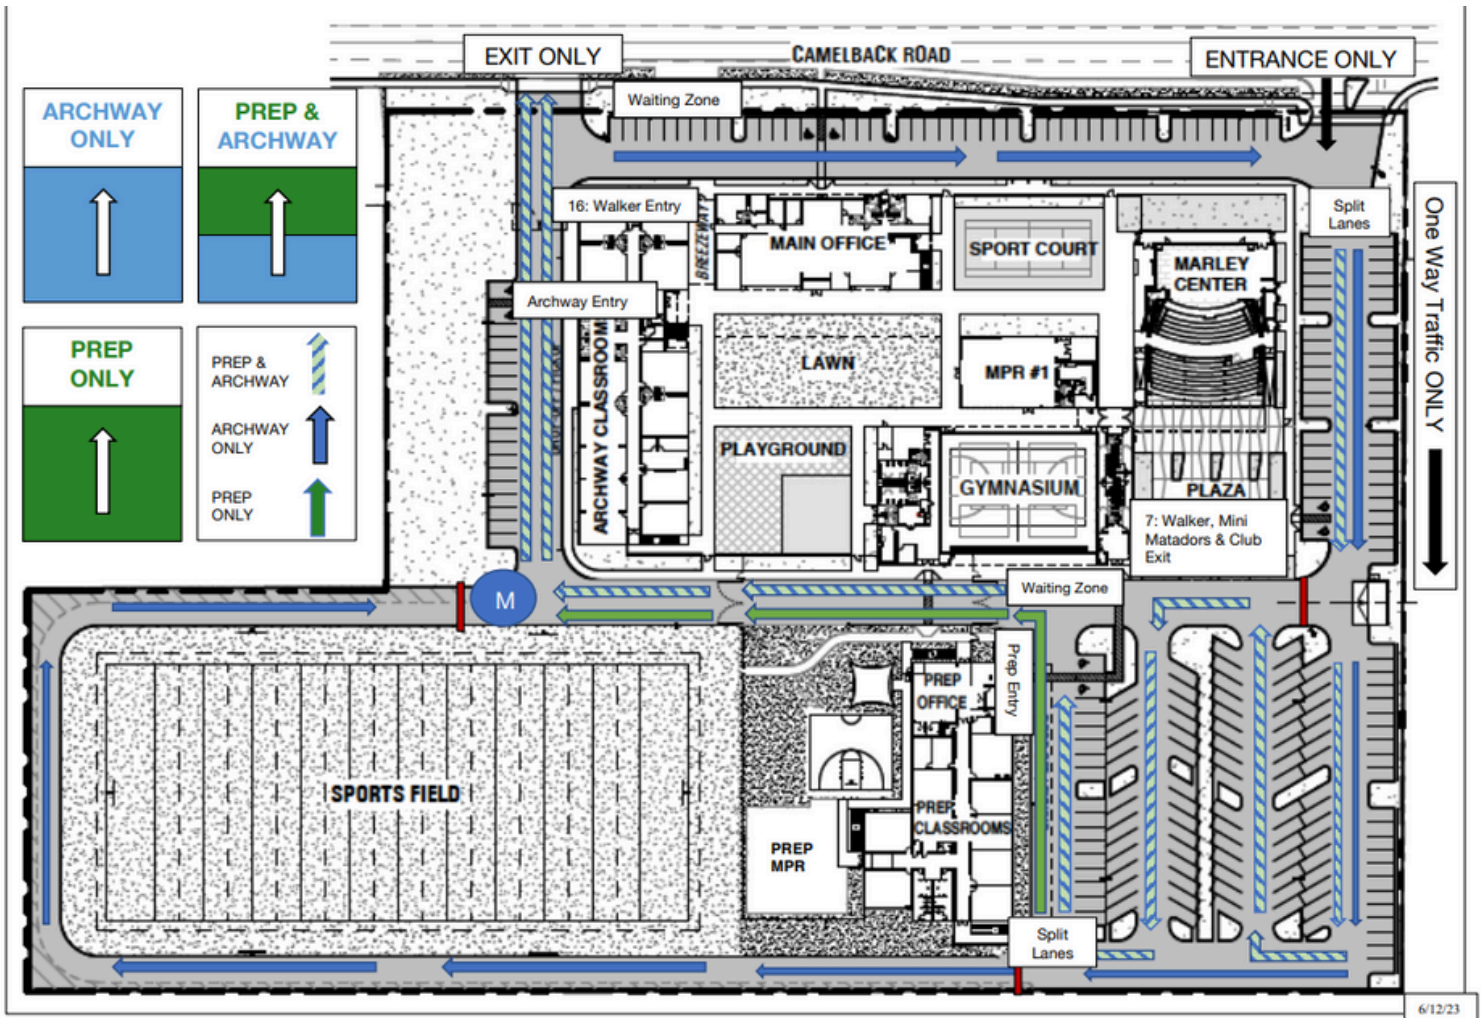 EXIT ONLY
CAMELBACK ROAD
ENTRANCE ONLY
ARCHWAY
ONLY
PREP &
ARCHWAY
Waiting Zone
16: Walker Entry
BREEZEWAY
MAIN OFFICE
SPORT COURT
MARLEY
CENTER
Split
Lanes
One Way Traffic ONLY
Archway Entry
PREP
ONLY
PREP &
ARCHWAY
ARCHWAY
ONLY
PREP
ONLY
ARCHWAY CLASSROOMS
LAWN
MPR #1
PLAYGROUND
GYMNASIUM
PLAZA
7: Walker, Mini
Matadors & Club
Exit
M
Waiting Zone
Prep Entry
PREP
OFFICE
SPORTS FIELD
PREP
CLASSROOMS
PREP
MPR
Split
Lanes
6/12/23